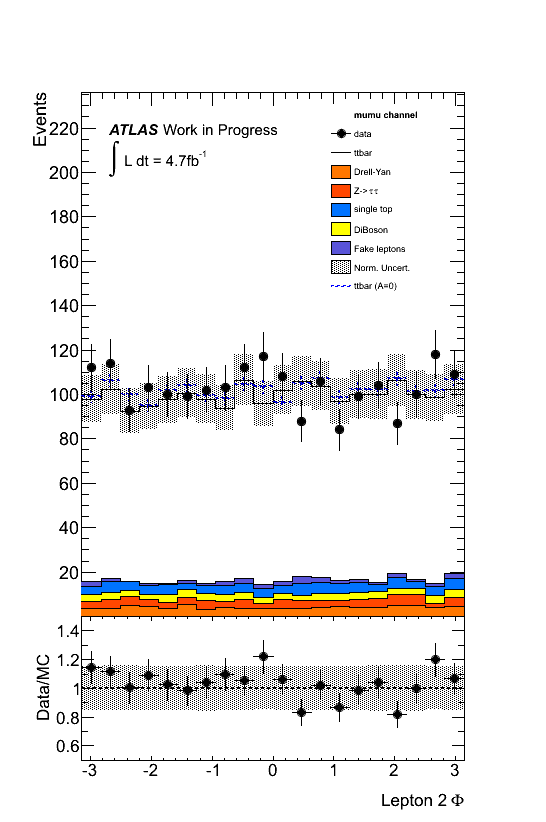 Events
220
200
180
160
140
120
100
80
60
40
20
ATLAS Work in Progress
∫ L dt = 4.7fb⁻¹
mumu channel
data
ttbar
Drell-Yan
Z->ττ
single top
DiBoson
Fake leptons
Norm. Uncert.
ttbar (A=0)
Data/MC
1.4
1.2
1
0.8
0.6
-3 -2 -1 0 1 2 3
Lepton 2 Φ